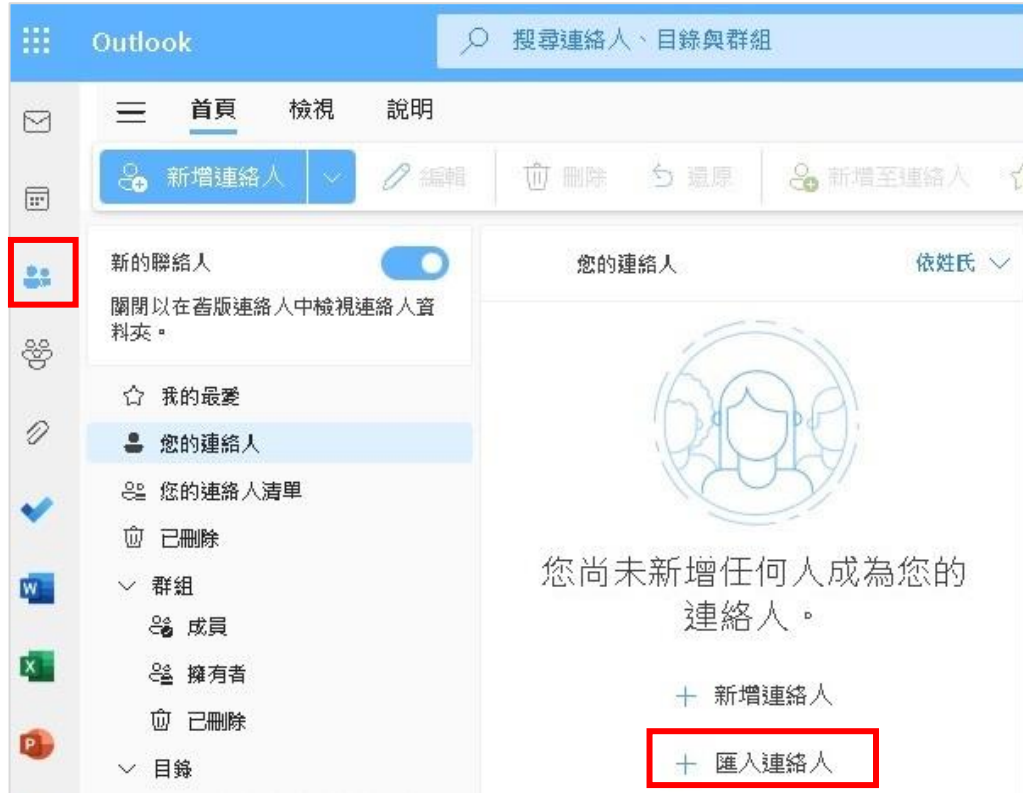 Outlook
搜尋連絡人、目錄與群組
首頁 檢視 說明
新增連絡人 編輯 刪除 還原 新增至連絡人
新的聯絡人
關閉以在舊版連絡人中檢視連絡人資
料夾。
我的最愛
您的連絡人
您的連絡人清單
已刪除
群組
成員
擁有者
已刪除
目錄
您的連絡人 依姓氏
您尚未新增任何人成為您的
連絡人。
新增連絡人
匯入連絡人
W
X
P